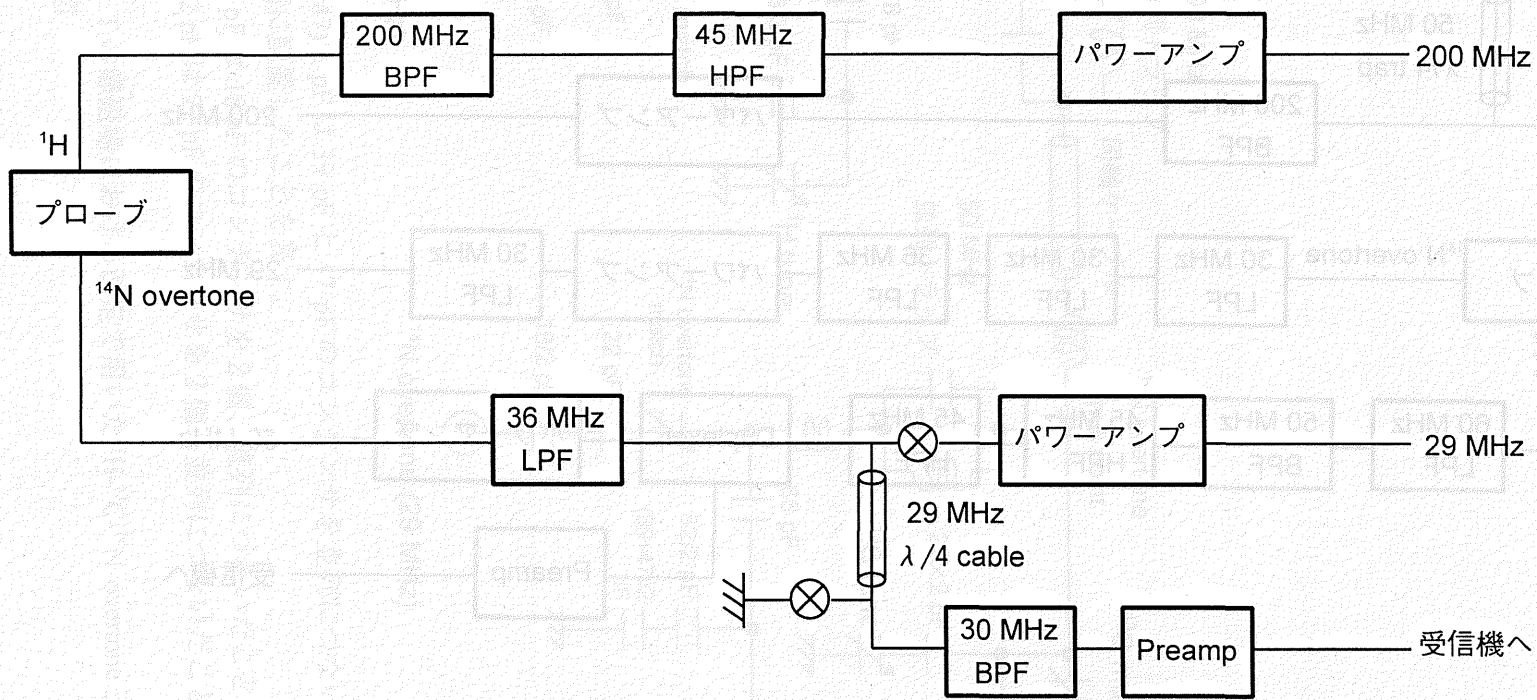 200 MHz
BPF
45 MHz
HPF
パワーアンプ
200 MHz
¹H
プローブ
¹⁴N overtone
36 MHz
LPF
パワーアンプ
29 MHz
29 MHz
λ/4 cable
30 MHz
BPF
Preamp
受信機へ